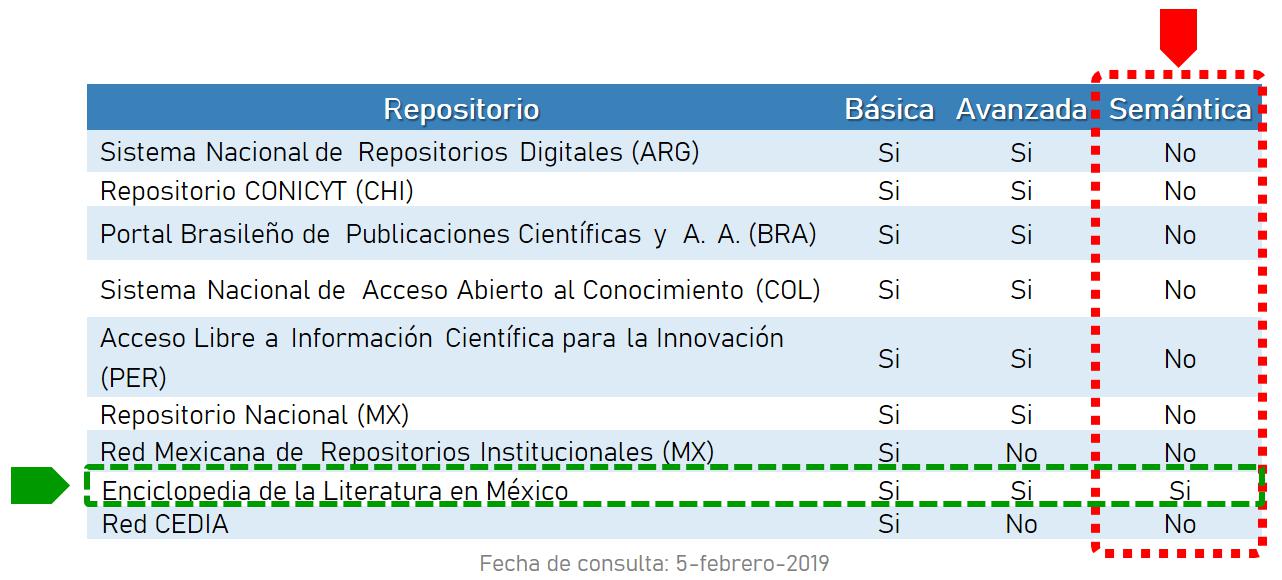 Repositorio Básica Avanzada Semántica
Sistema Nacional de Repositorios Digitales (ARG) Si Si No
Repositorio CONICYT (CHI) Si Si No
Portal Brasileño de Publicaciones Científicas y A. A. (BRA) Si Si No
Sistema Nacional de Acceso Abierto al Conocimiento (COL) Si Si No
Acceso Libre a Información Científica para la Innovación
(PER) Si Si No
Repositorio Nacional (MX) Si Si No
Red Mexicana de Repositorios Institucionales (MX) Si No No
Enciclopedia de la Literatura en México Si Si Si
Red CEDIA Si No No
Fecha de consulta: 5-febrero-2019